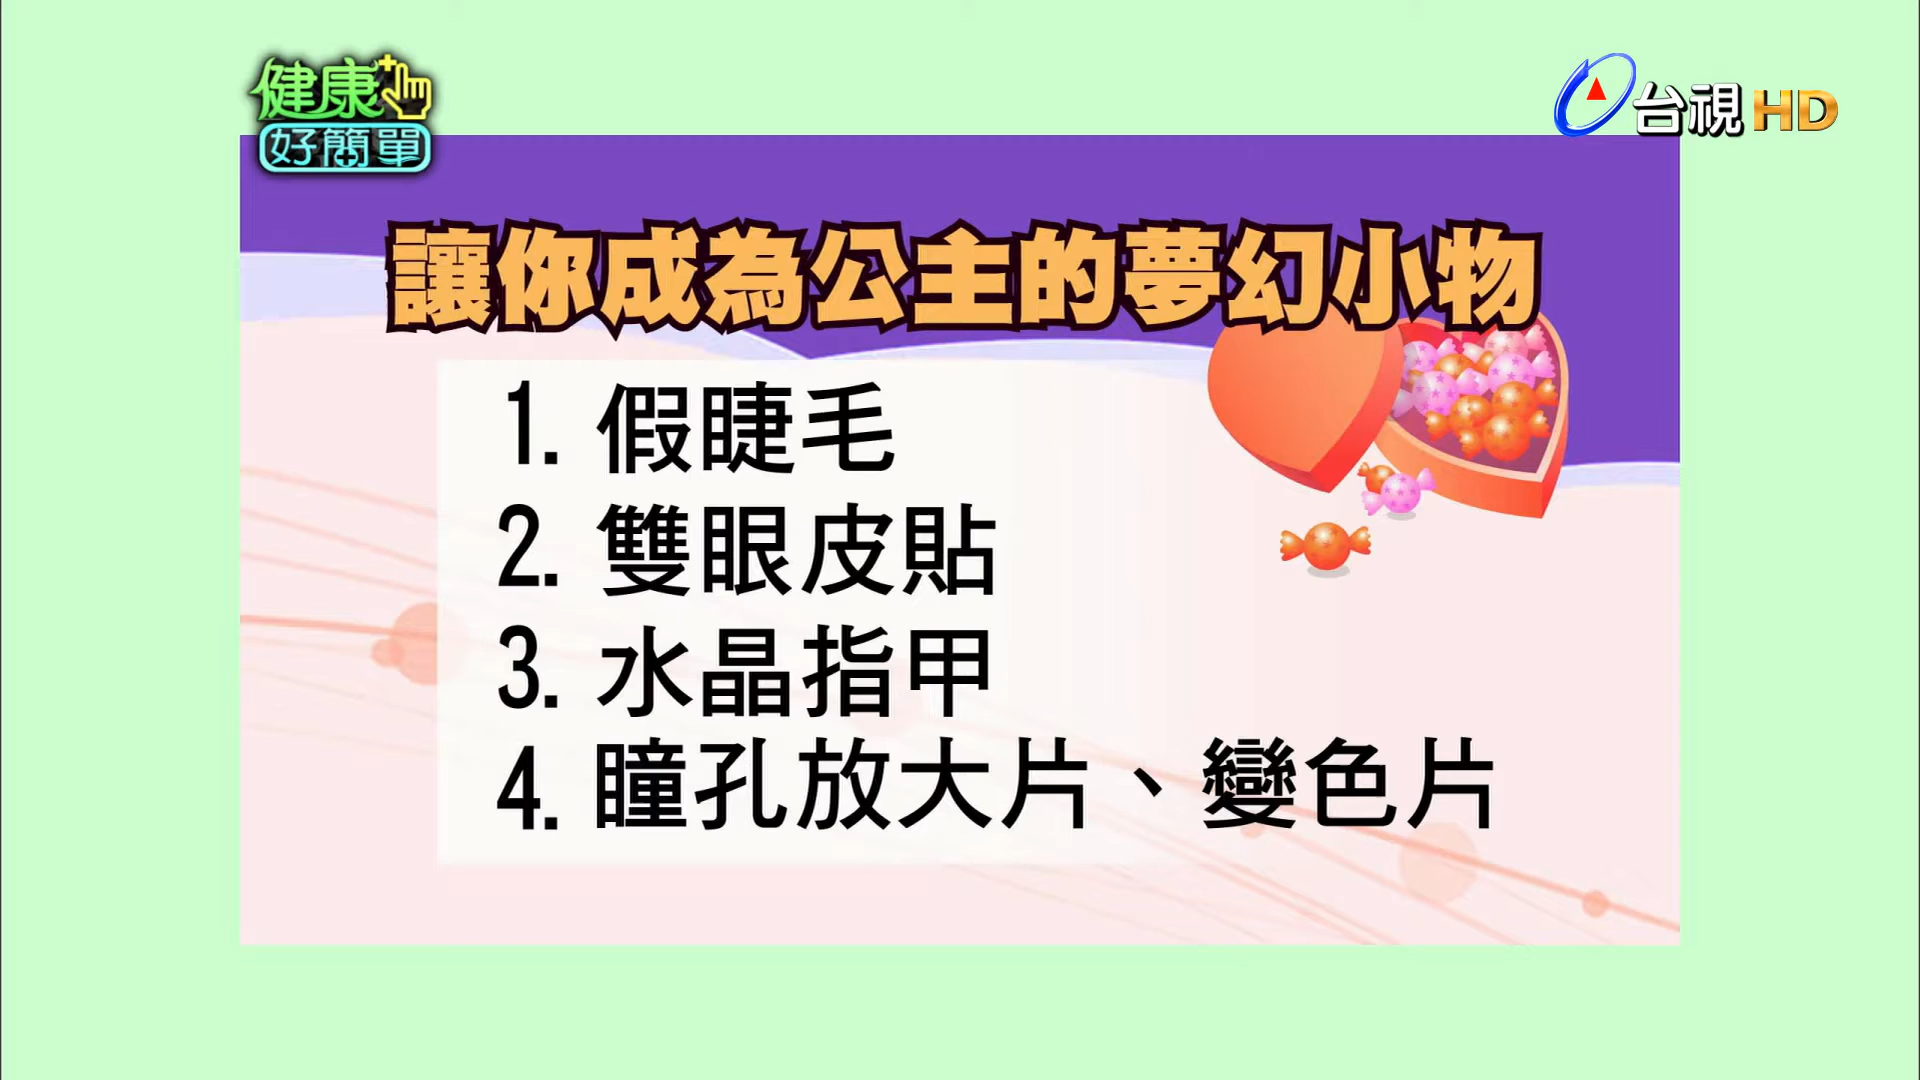 健康
好簡單
台視HD
讓你成為公主的夢幻小物
1. 假睫毛
2. 雙眼皮貼
3. 水晶指甲
4. 瞳孔放大片、變色片